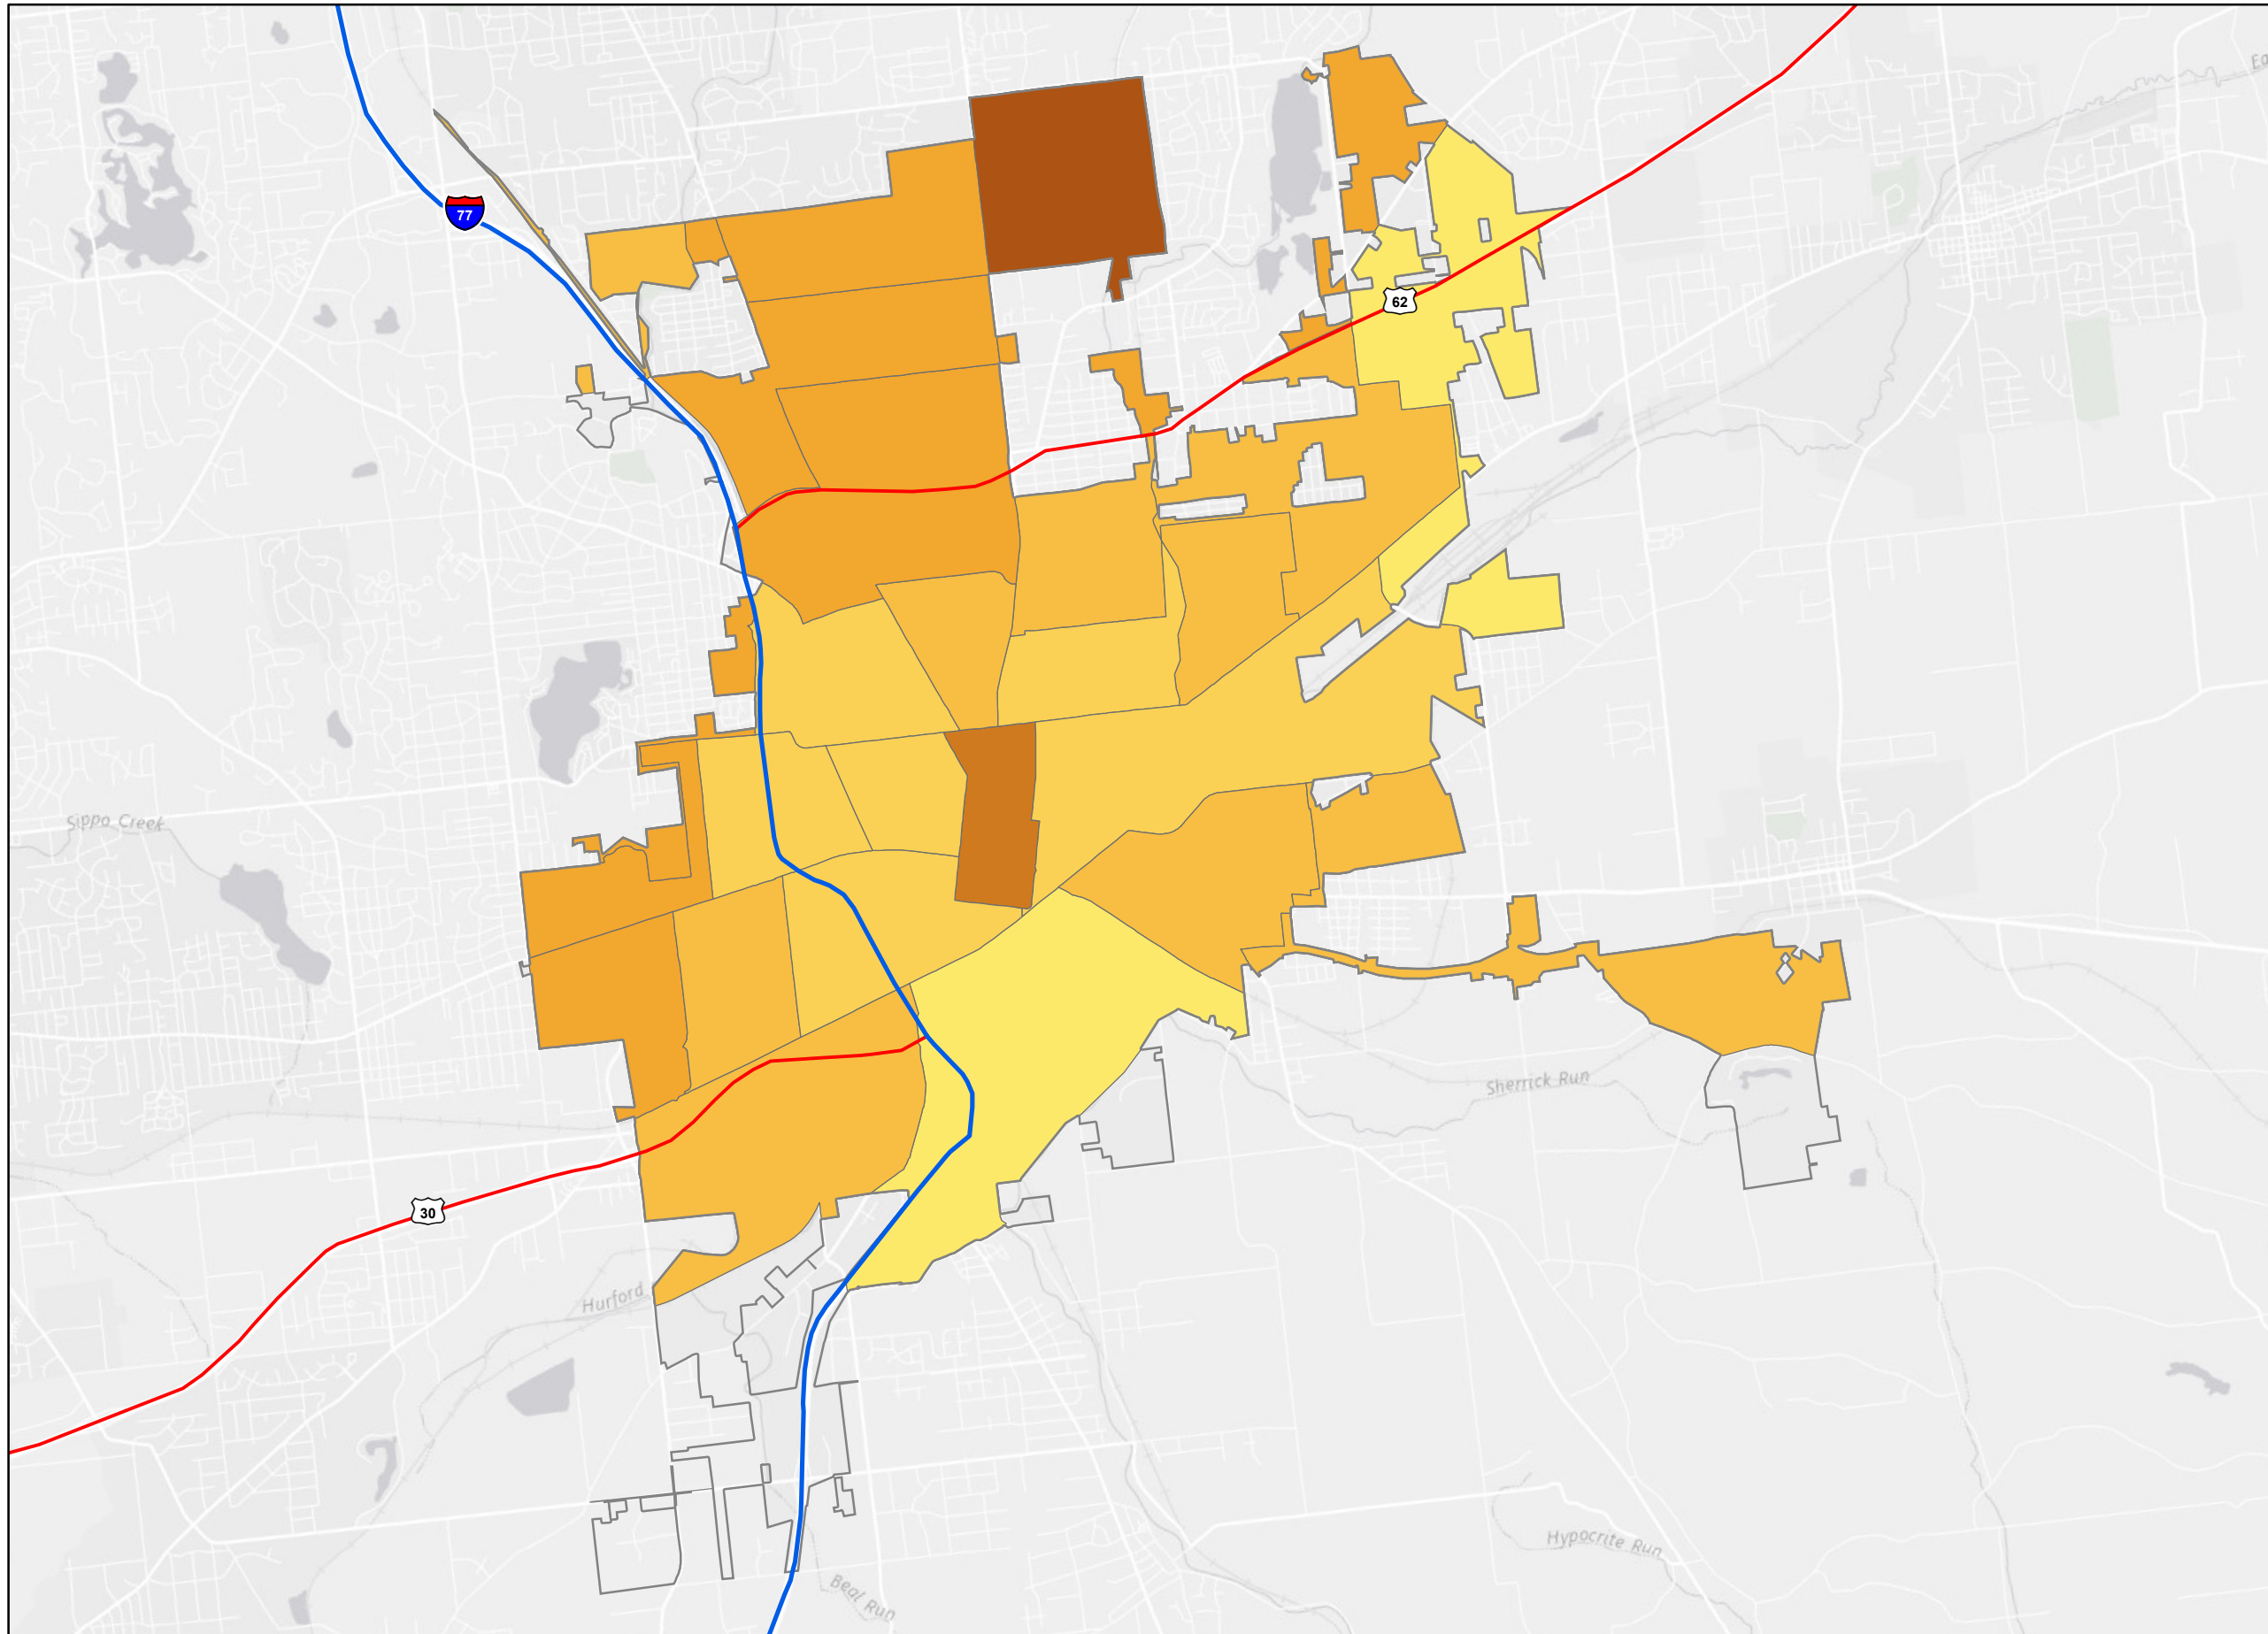 77
62
Sippo Creek
Sherrick Run
30
Hurford
Hypocrite Run
Beal Run